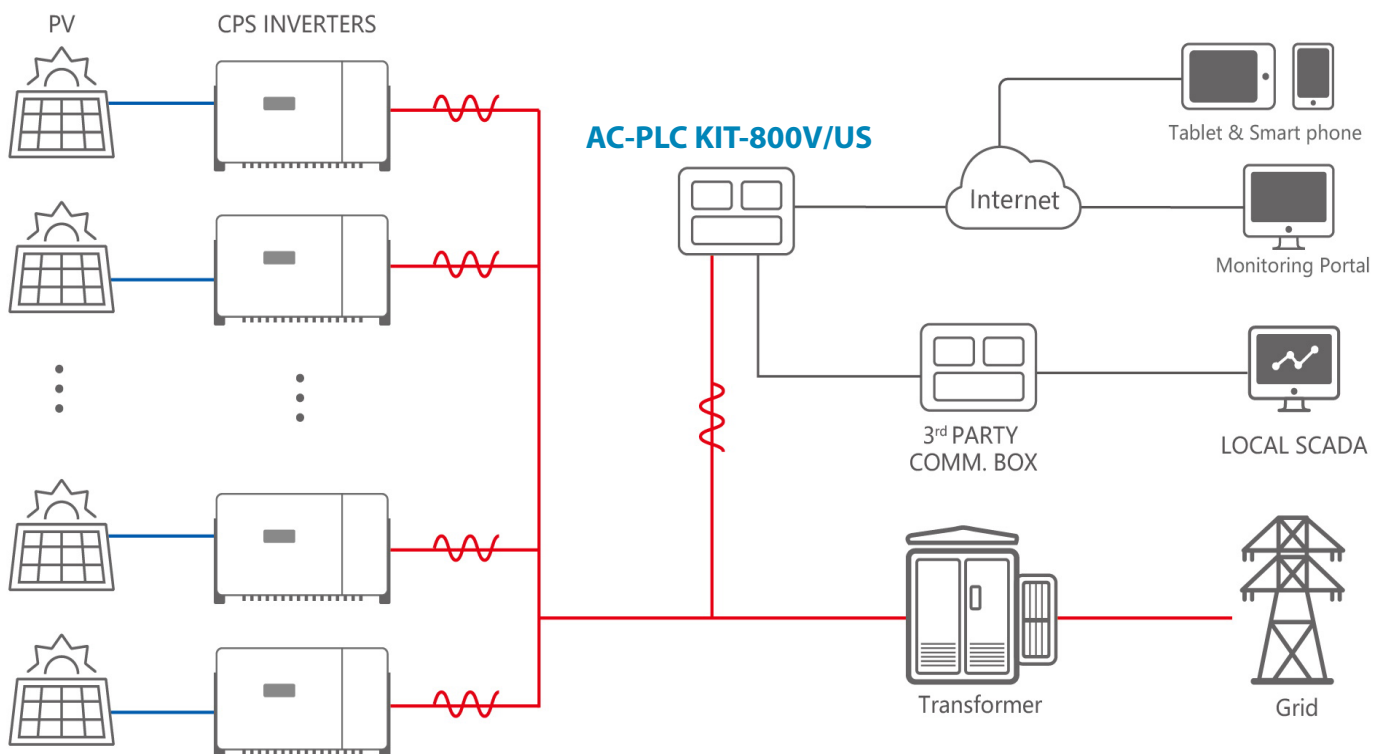 PV
CPS INVERTERS
AC-PLC KIT-800V/US
Internet
Tablet & Smart phone
Monitoring Portal
3rd PARTY
COMM. BOX
LOCAL SCADA
Transformer
Grid